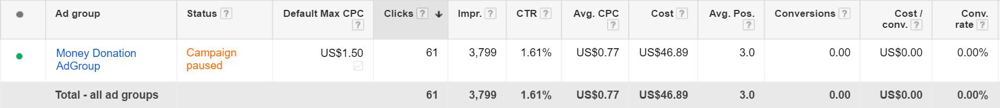 Ad group Status ? Default Max CPC ? Clicks ? Impr. ? CTR ? Avg. CPC ? Cost ? Avg. Pos. ? Conversions ? Cost / conv. ? Conv. rate ?
Money Donation AdGroup Campaign paused US$1.50 61 3,799 1.61% US$0.77 US$46.89 3.0 0.00 US$0.00 0.00%
Total - all ad groups 61 3,799 1.61% US$0.77 US$46.89 3.0 0.00 US$0.00 0.00%